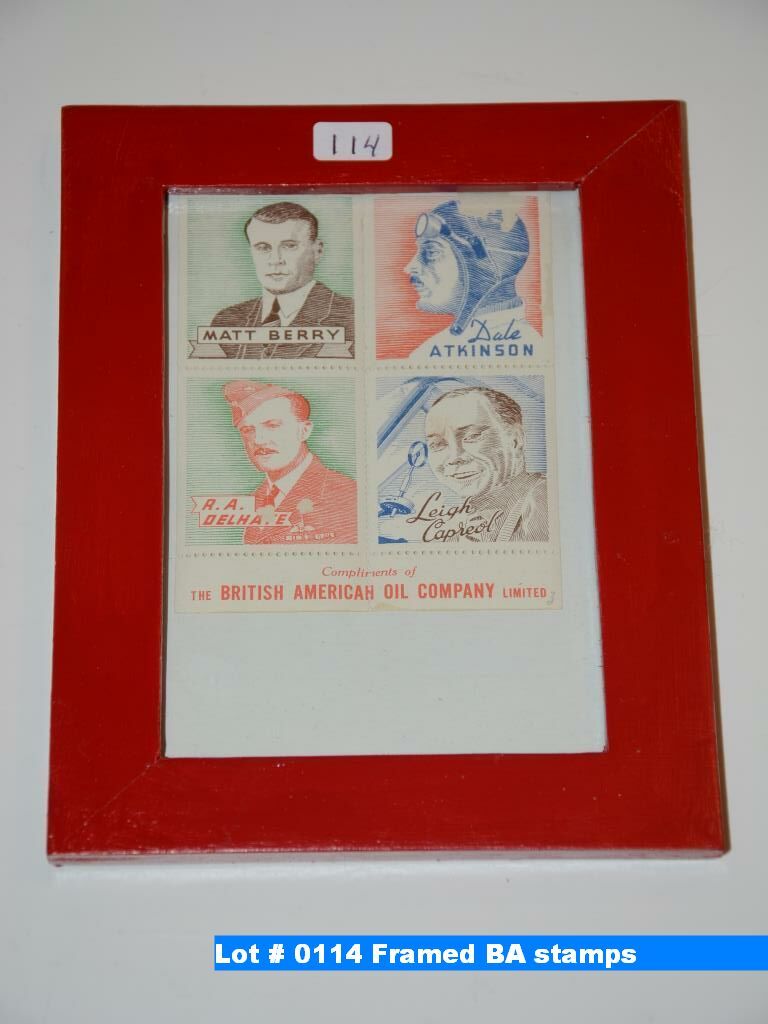 114
MATT BERRY
Dale
ATKINSON
R.A.
DELHA.'E
Leigh
Capreol
Compliments of
THE BRITISH AMERICAN OIL COMPANY LIMITED
3
Lot # 0114 Framed BA stamps